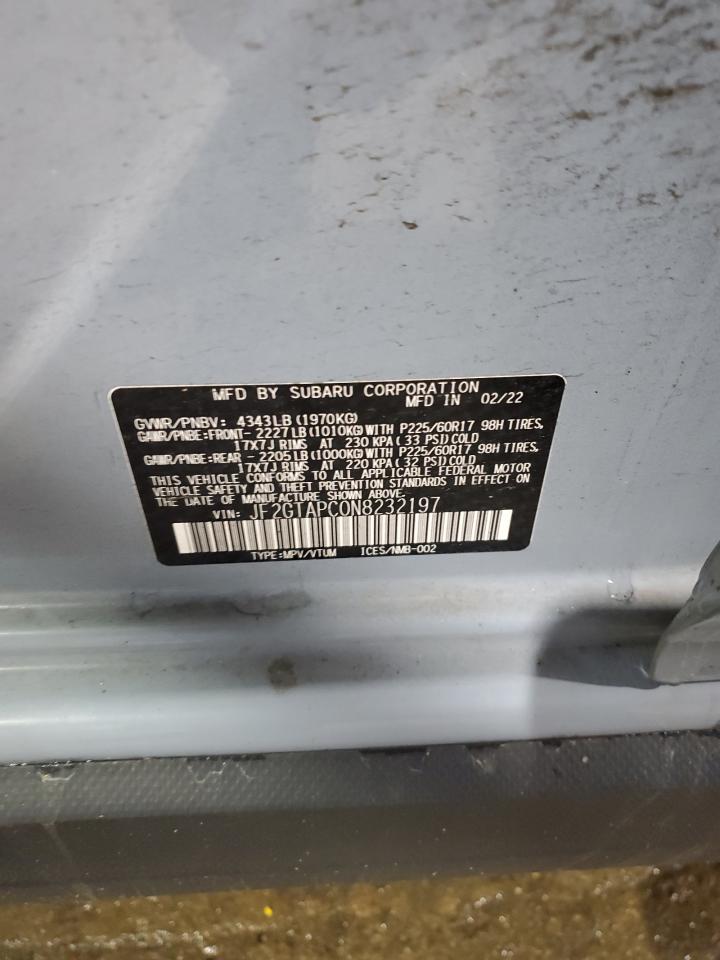 MFD BY SUBARU CORPORATION
MFD IN 02/22
GVWR/PNBV: 4343LB(1970KG)
GAWR/PNBE:FRONT- 2227LB(1010KG)WITH P225/60R17 98H TIRES,
17X7J RIMS AT 230 KPA( 33 PSI)COLD
GAWR/PNBE:REAR - 2205LB(1000KG)WITH P225/60R17 98H TIRES,
17X7J RIMS AT 220 KPA( 32 PSI)COLD
THIS VEHICLE CONFORMS TO ALL APPLICABLE FEDERAL MOTOR
VEHICLE SAFETY AND THEFT PREVENTION STANDARDS IN EFFECT ON
THE DATE OF MANUFACTURE SHOWN ABOVE.
VIN: JF2GTAPC0N8232197
TYPE:MPV/VTUM ICES/NMB-002